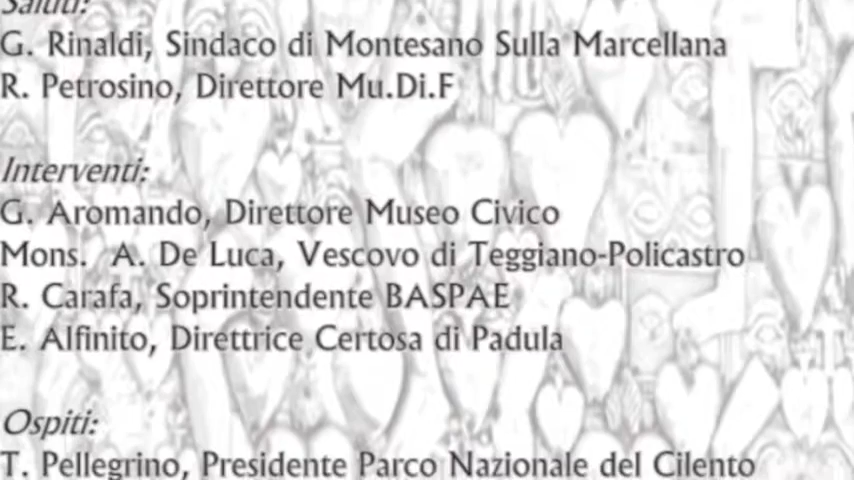 Saluti:
G. Rinaldi, Sindaco di Montesano Sulla Marcellana
R. Petrosino, Direttore Mu.Di.F
Interventi:
G. Aromando, Direttore Museo Civico
Mons. A. De Luca, Vescovo di Teggiano-Policastro
R. Carafa, Soprintendente BASPAE
E. Alfinito, Direttrice Certosa di Padula
Ospiti:
T. Pellegrino, Presidente Parco Nazionale del Cilento